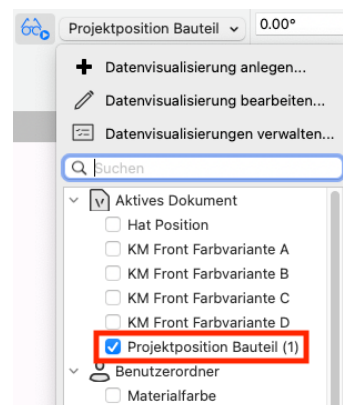 Projektposition Bauteil 0.00°
Datenvisualisierung anlegen...
Datenvisualisierung bearbeiten...
Datenvisualisierungen verwalten...
Suchen
Aktives Dokument
Hat Position
KM Front Farbvariante A
KM Front Farbvariante B
KM Front Farbvariante C
KM Front Farbvariante D
Projektposition Bauteil (1)
Benutzerordner
Materialfarbe